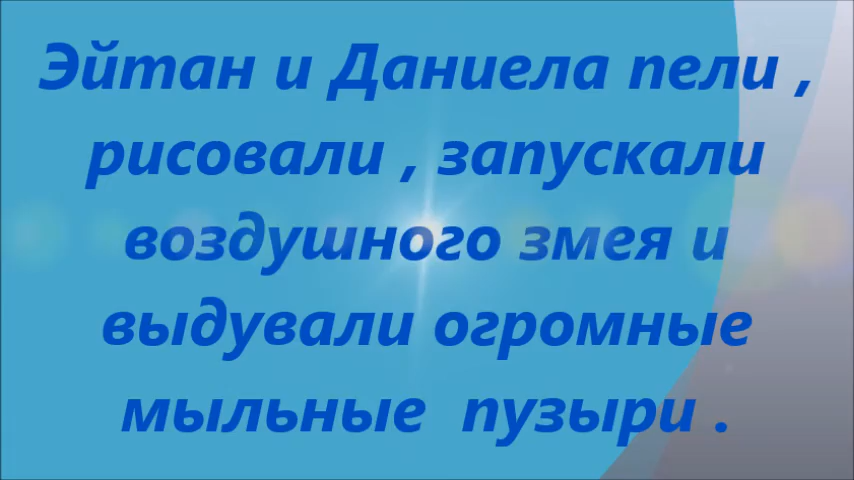 Эйтан и Даниела пели ,
рисовали , запускали
воздушного змея и
выдували огромные
мыльные  пузыри .